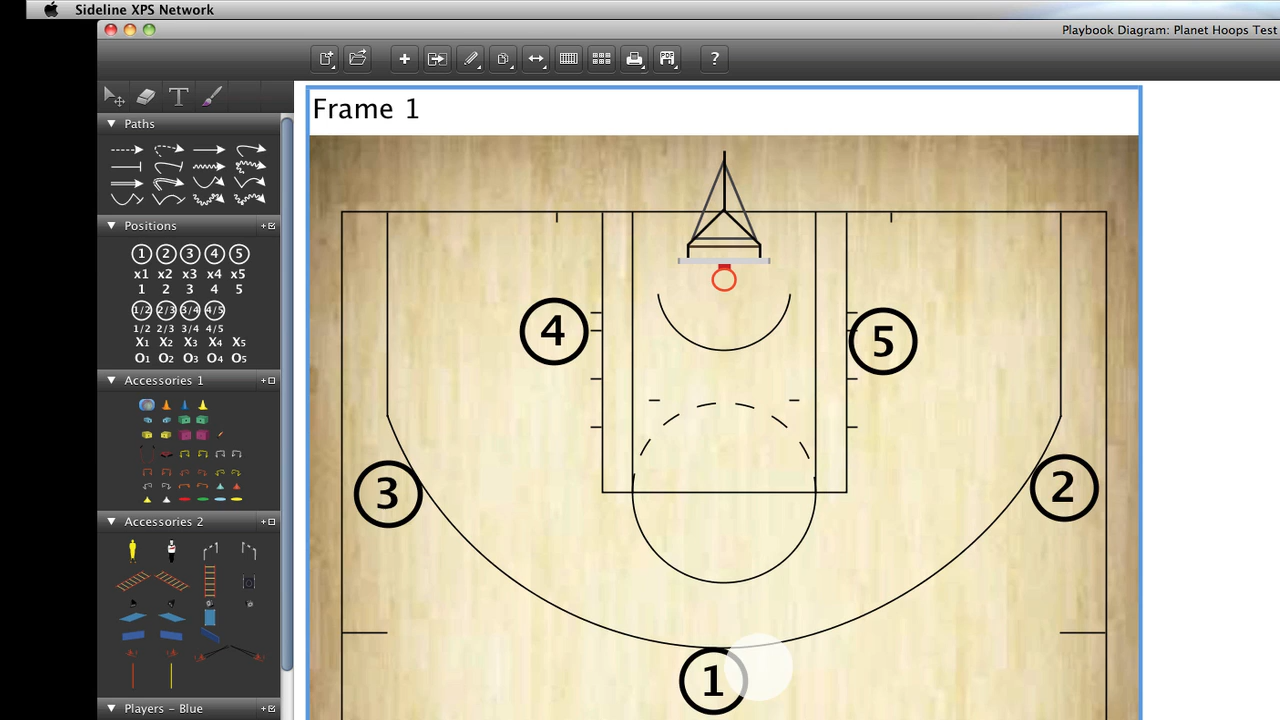 Sideline XPS Network
Playbook Diagram: Planet Hoops Test
?
T
Frame 1
Paths
Positions
1 2 3 4 5
x1 x2 x3 x4 x5
1 2 3 4 5
1/2 2/3 3/4 4/5
1/2 2/3 3/4 4/5
X1 X2 X3 X4 X5
O1 O2 O3 O4 O5
Accessories 1
Accessories 2
Players - Blue
4
5
3
2
1